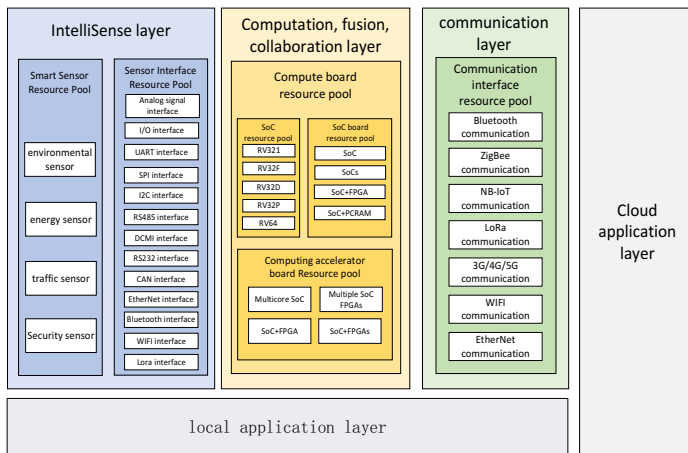 IntelliSense layer
Smart Sensor
Resource Pool
environmental
sensor
energy sensor
traffic sensor
Security sensor
Sensor Interface
Resource Pool
Analog signal
interface
I/O interface
UART interface
SPI interface
I2C interface
RS485 interface
DCMI interface
RS232 interface
CAN interface
EtherNet interface
Bluetooth interface
WIFI interface
Lora interface
Computation, fusion,
collaboration layer
Compute board
resource pool
SoC
resource pool
RV321
RV32F
RV32D
RV32P
RV64
SoC board
resource pool
SoC
SoCs
SoC+FPGA
SoC+PCRAM
Computing accelerator
board Resource pool
Multicore SoC
Multiple SoC
FPGAs
SoC+FPGA
SoC+FPGAs
communication
layer
Communication
interface
resource pool
Bluetooth
communication
ZigBee
communication
NB-IoT
communication
LoRa
communication
3G/4G/5G
communication
WIFI
communication
EtherNet
communication
Cloud
application
layer
local application layer